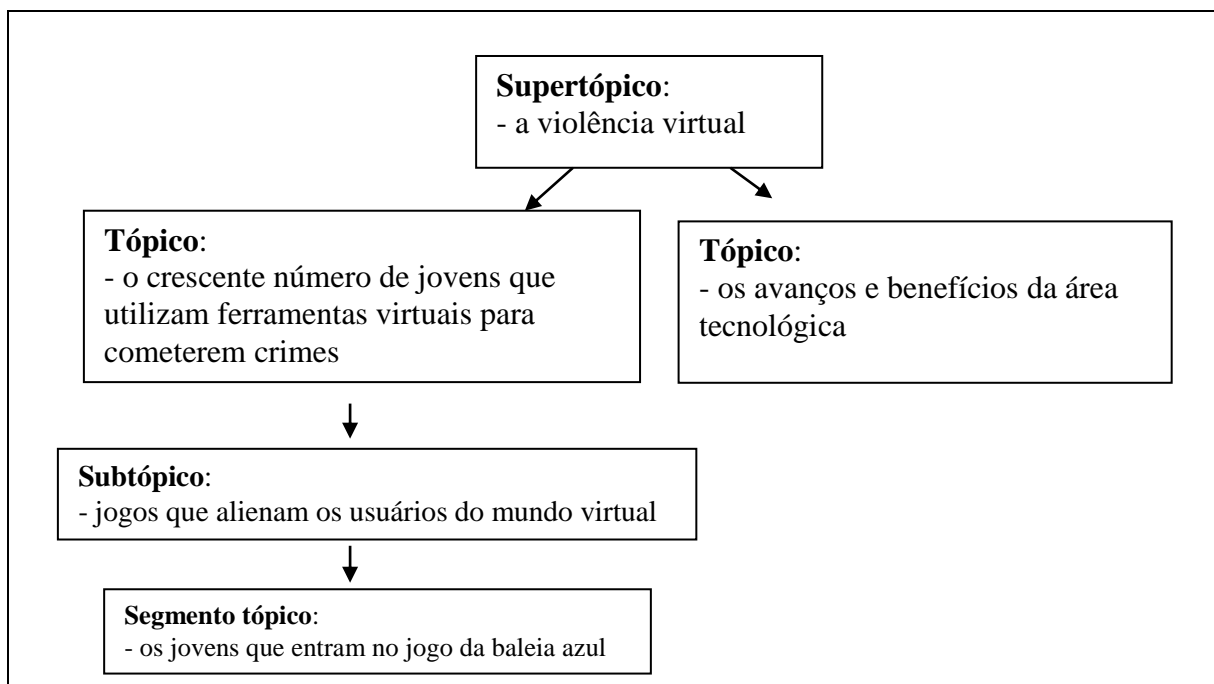 Supertópico:
- a violência virtual
Tópico:
- o crescente número de jovens que
utilizam ferramentas virtuais para
cometerem crimes
Tópico:
- os avanços e benefícios da área
tecnológica
Subtópico:
- jogos que alienam os usuários do mundo virtual
Segmento tópico:
- os jovens que entram no jogo da baleia azul